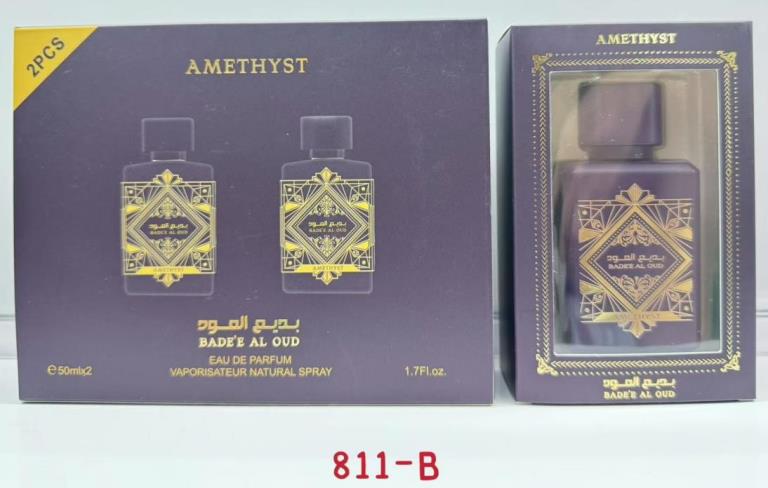 2PCS
AMETHYST
بديع العود
BADE'E AL OUD
AMETHYST
بديع العود
BADE'E AL OUD
AMETHYST
بديع العود
BADE'E AL OUD
EAU DE PARFUM
℮50mlx2
VAPORISATEUR NATURAL SPRAY
1.7Fl.oz.
AMETHYST
بديع العود
BADE'E AL OUD
AMETHYST
بديع العود
BADE'E AL OUD
811-B